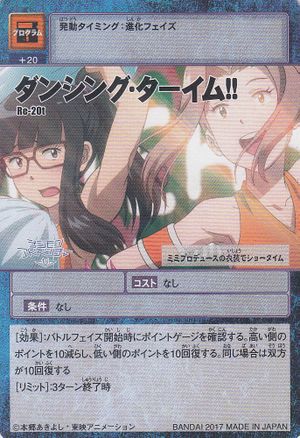 プログラム
発動タイミング:進化フェイズ
+20
ダンシング・ターイム!!
Re-20t
ミミプロデュースの衣装でショータイム
コスト なし
条件 なし
[効果]:バトルフェイズ開始時にポイントゲージを確認する。高い側の
ポイントを10減らし、低い側のポイントを10回復する。同じ場合は双方
が10回復する
[リミット]:3ターン終了時
©本郷あきよし・東映アニメーション
BANDAI 2017 MADE IN JAPAN